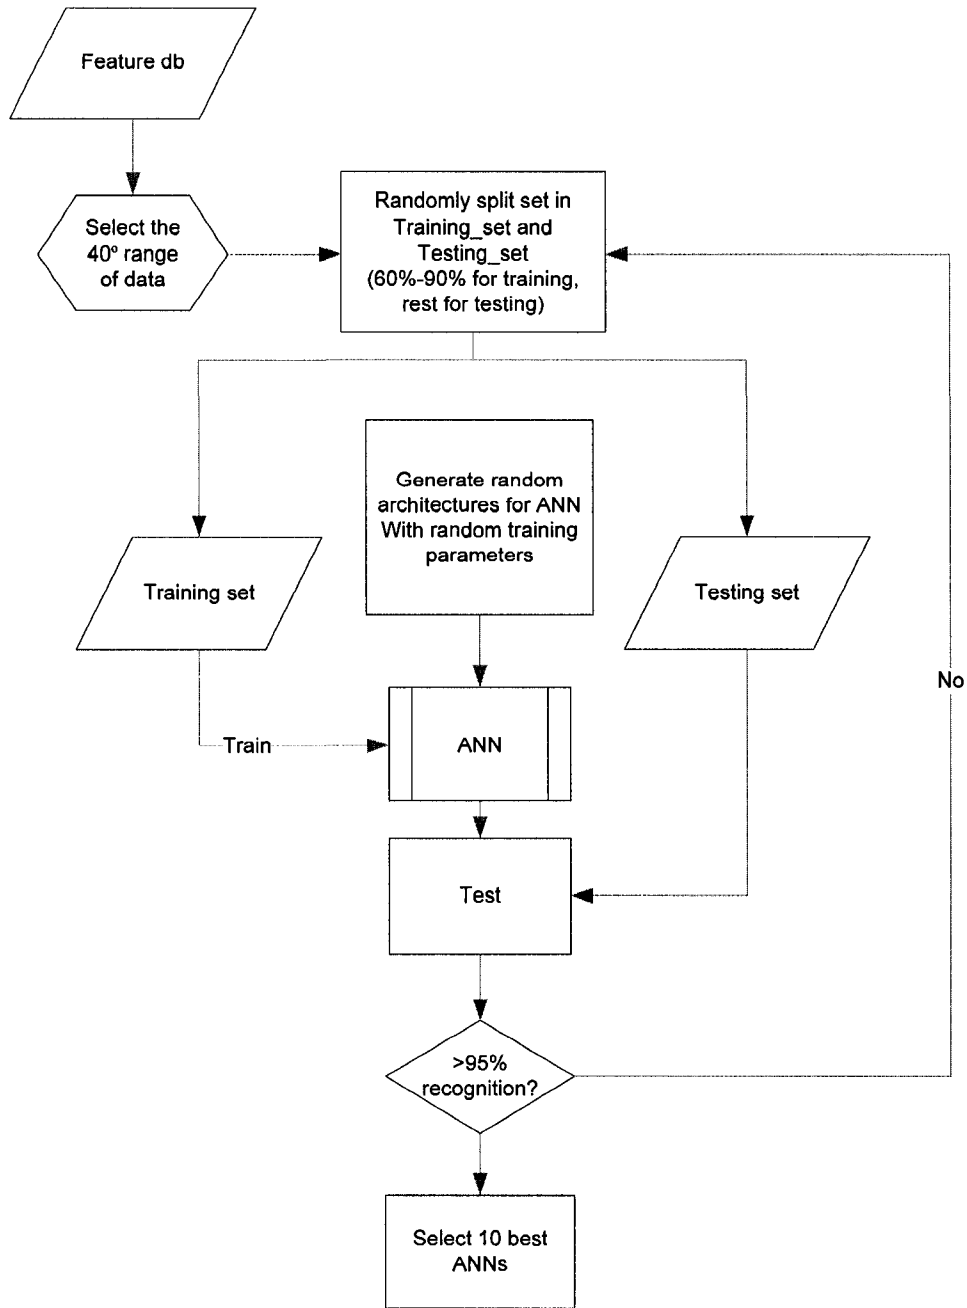 Feature db
Select the
40º range
of data
Randomly split set in
Training_set and
Testing_set
(60%-90% for training,
rest for testing)
Generate random
architectures for ANN
With random training
parameters
Training set
Testing set
No
Train
ANN
Test
>95%
recognition?
Select 10 best
ANNs